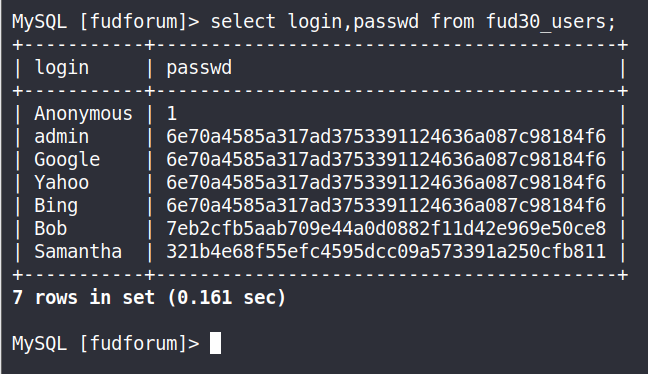 MySQL [fudforum]> select login,passwd from fud30_users;
+-----------+------------------------------------------+
| login     | passwd                                   |
+-----------+------------------------------------------+
| Anonymous | 1                                        |
| admin     | 6e70a4585a317ad3753391124636a087c98184f6 |
| Google    | 6e70a4585a317ad3753391124636a087c98184f6 |
| Yahoo     | 6e70a4585a317ad3753391124636a087c98184f6 |
| Bing      | 6e70a4585a317ad3753391124636a087c98184f6 |
| Bob       | 7eb2cfb5aab709e44a0d0882f11d42e969e50ce8 |
| Samantha  | 321b4e68f55efc4595dcc09a573391a250cfb811 |
+-----------+------------------------------------------+
7 rows in set (0.161 sec)
MySQL [fudforum]>